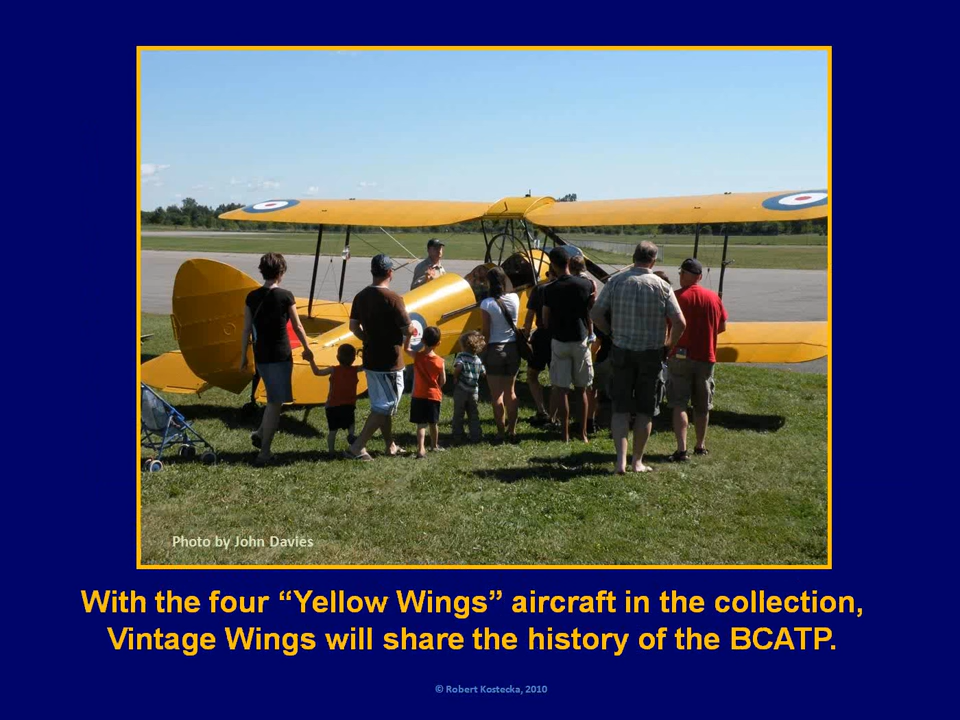 Photo by John Davies
With the four “Yellow Wings” aircraft in the collection,
Vintage Wings will share the history of the BCATP.
© Robert Kostecka, 2010